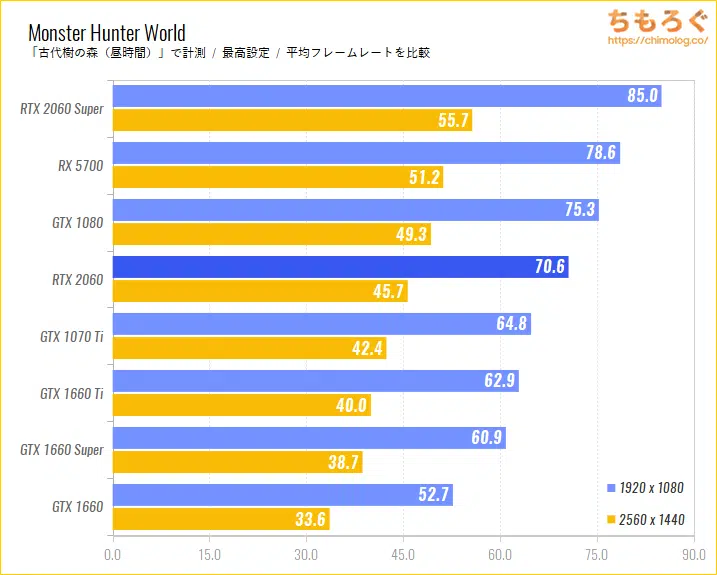 Monster Hunter World
「古代樹の森（昼時間）」で計測 / 最高設定 / 平均フレームレートを比較
ちもろぐ
https://chimolog.co/
RTX 2060 Super
85.0
55.7
RX 5700
78.6
51.2
GTX 1080
75.3
49.3
RTX 2060
70.6
45.7
GTX 1070 Ti
64.8
42.4
GTX 1660 Ti
62.9
40.0
GTX 1660 Super
60.9
38.7
GTX 1660
52.7
33.6
1920 x 1080
2560 x 1440
0.0 15.0 30.0 45.0 60.0 75.0 90.0